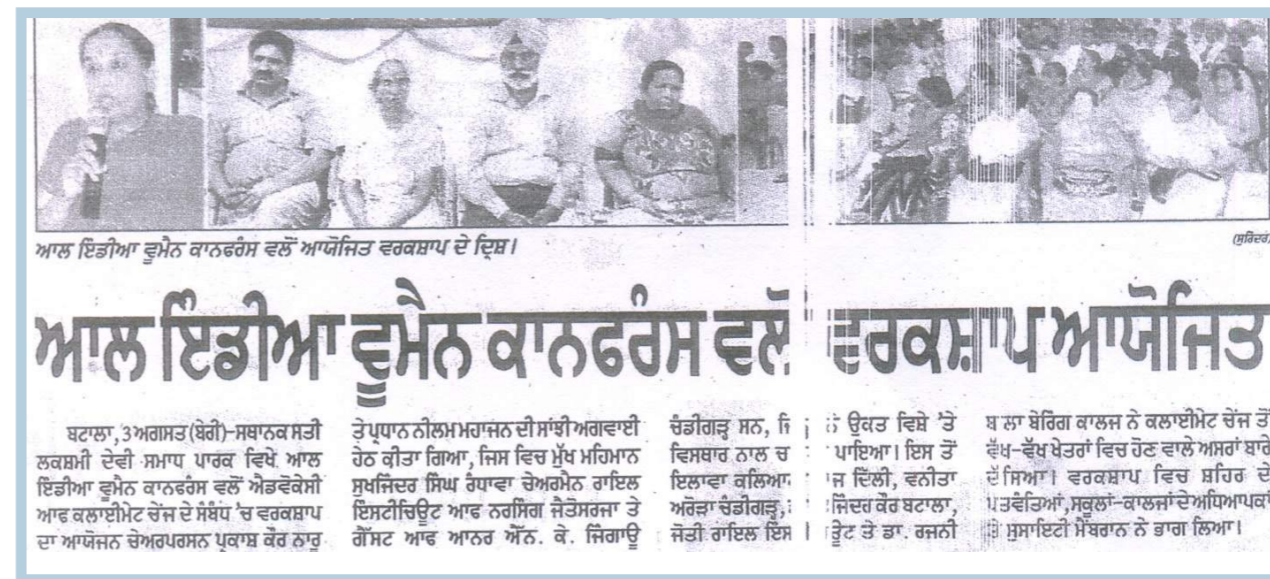 ਆਲ ਇੰਡੀਆ ਵੂਮੈਨ ਕਾਨਫਰੰਸ ਵਲੋਂ ਆਯੋਜਿਤ ਵਰਕਸ਼ਾਪ ਦੇ ਦ੍ਰਿਸ਼।
(ਸੁਰਿੰਦਰ)
ਆਲ ਇੰਡੀਆ ਵੂਮੈਨ ਕਾਨਫਰੰਸ ਵਲੋਂ ਵਰਕਸ਼ਾਪ ਆਯੋਜਿਤ
ਬਟਾਲਾ, 3 ਅਗਸਤ (ਬੇਰੀ)-ਸਥਾਨਕ ਸਤੀ
ਲਕਸ਼ਮੀ ਦੇਵੀ ਸਮਾਧ ਪਾਰਕ ਵਿਖੇ ਆਲ
ਇੰਡੀਆ ਵੂਮੈਨ ਕਾਨਫਰੰਸ ਵਲੋਂ ਐਡਵੋਕੇਸੀ
ਆਫ ਕਲਾਈਮੇਟ ਚੇਂਜ ਦੇ ਸੰਬੰਧ 'ਚ ਵਰਕਸ਼ਾਪ
ਦਾ ਆਯੋਜਨ ਚੇਅਰਪਰਸਨ ਪ੍ਰਕਾਸ਼ ਕੌਰ ਨਾਰੂ
ਤੇ ਪ੍ਰਧਾਨ ਨੀਲਮ ਮਹਾਜਨ ਦੀ ਸਾਂਝੀ ਅਗਵਾਈ
ਹੇਠ ਕੀਤਾ ਗਿਆ, ਜਿਸ ਵਿਚ ਮੁੱਖ ਮਹਿਮਾਨ
ਸੁਖਜਿੰਦਰ ਸਿੰਘ ਰੰਧਾਵਾ ਚੇਅਰਮੈਨ ਰਾਇਲ
ਇੰਸਟੀਚਿਊਟ ਆਫ ਨਰਸਿੰਗ ਜੈਤੋਸਰਜਾ ਤੇ
ਗੈੱਸਟ ਆਫ ਆਨਰ ਐੱਨ. ਕੇ. ਜਿੰਗਾਊ
ਚੰਡੀਗੜ੍ਹ ਸਨ, ਉਕਤ ਵਿਸ਼ੇ 'ਤੇ
ਵਿਸਥਾਰ ਨਾਲ ਪਾਇਆ। ਇਸ ਤੋਂ
ਇਲਾਵਾ ਦਿੱਲੀ, ਵਨੀਤਾ
ਅਰੋੜਾ ਚੰਡੀਗੜ੍ਹ, ਕੌਰ ਬਟਾਲਾ,
ਜੋਤੀ ਰਾਇਲ ਤੇ ਡਾ. ਰਜਨੀ
ਬੇਰਿੰਗ ਕਾਲਜ ਨੇ ਕਲਾਈਮੇਟ ਚੇਂਜ ਤੋਂ
ਵੱਖ-ਵੱਖ ਖੇਤਰਾਂ ਵਿਚ ਹੋਣ ਵਾਲੇ ਅਸਰਾਂ ਬਾਰੇ
ਦੱਸਿਆ। ਵਰਕਸ਼ਾਪ ਵਿਚ ਸ਼ਹਿਰ ਦੇ
ਪਤਵੰਤਿਆਂ, ਸਕੂਲਾਂ-ਕਾਲਜਾਂ ਦੇ ਅਧਿਆਪਕਾਂ
ਸੁਸਾਇਟੀ ਮੈਂਬਰਾਨ ਨੇ ਭਾਗ ਲਿਆ।